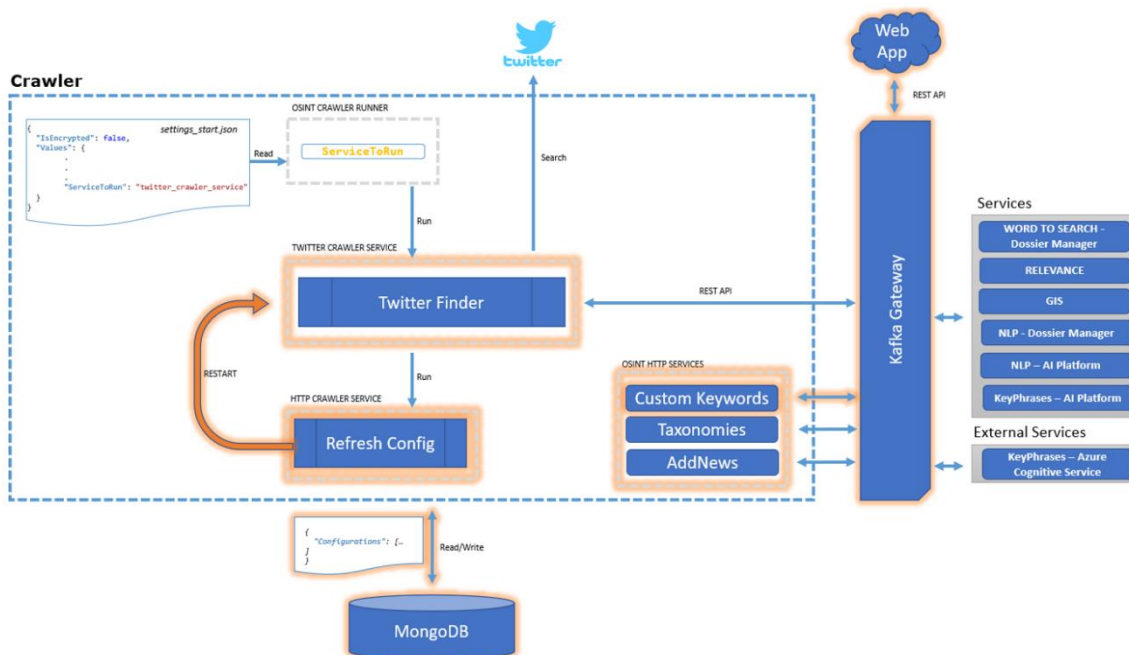 twitter
Web
App
Crawler
REST API
OSINT CRAWLER RUNNER
settings_start.json
{
"IsEncrypted": false,
"Values": {
.
.
.
"ServiceToRun": "twitter_crawler_service"
}
}
Read
ServiceToRun
Search
Run
TWITTER CRAWLER SERVICE
Twitter Finder
REST API
Kafka Gateway
Services
WORD TO SEARCH -
Dossier Manager
RELEVANCE
GIS
NLP - Dossier Manager
NLP – AI Platform
KeyPhrases – AI Platform
External Services
KeyPhrases – Azure
Cognitive Service
RESTART
Run
HTTP CRAWLER SERVICE
Refresh Config
OSINT HTTP SERVICES
Custom Keywords
Taxonomies
AddNews
{
"Configurations": […
]
}
Read/Write
MongoDB